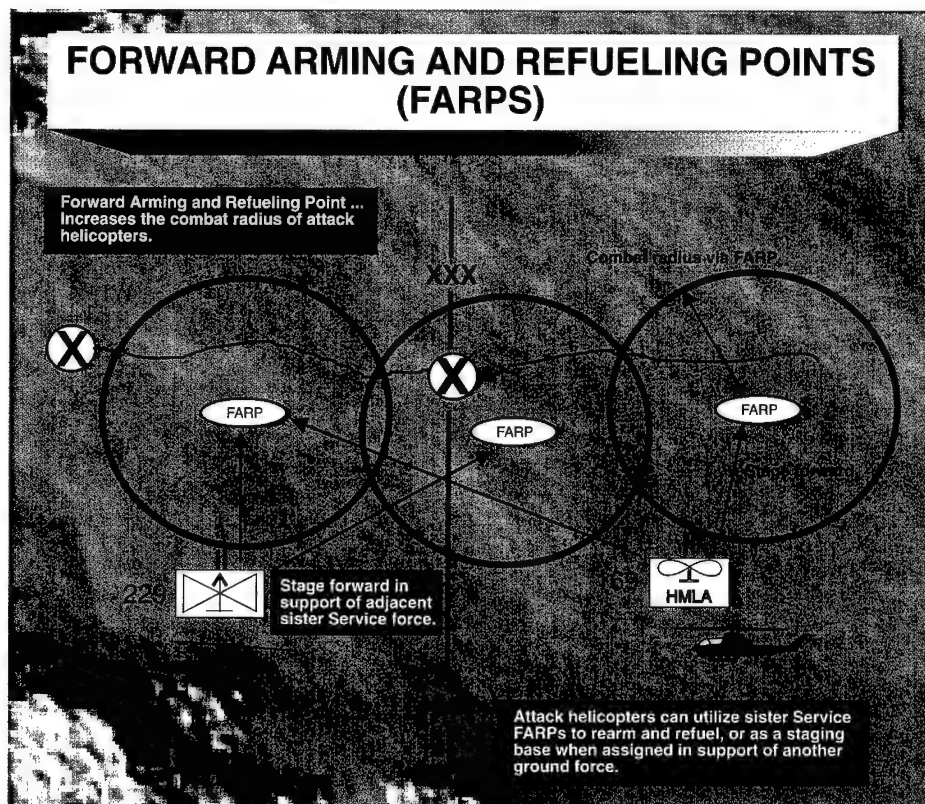 FORWARD ARMING AND REFUELING POINTS
(FARPS)
Forward Arming and Refueling Point ...
Increases the combat radius of attack
helicopters.
Combat radius via FARP
XXX
X
X
FARP
FARP
FARP
Stage forward
229
Stage forward in
support of adjacent
sister Service force.
HMLA
Attack helicopters can utilize sister Service
FARPs to rearm and refuel, or as a staging
base when assigned in support of another
ground force.